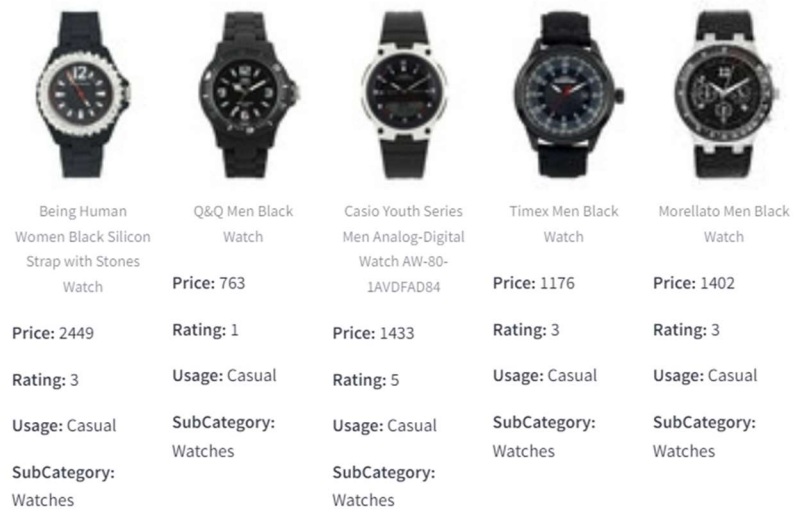 Being Human
Women Black Silicon
Strap with Stones
Watch
Price: 2449
Rating: 3
Usage: Casual
SubCategory:
Watches
Q&Q Men Black
Watch
Price: 763
Rating: 1
Usage: Casual
SubCategory:
Watches
Casio Youth Series
Men Analog-Digital
Watch AW-80-
1AVDFAD84
Price: 1433
Rating: 5
Usage: Casual
SubCategory:
Watches
Timex Men Black
Watch
Price: 1176
Rating: 3
Usage: Casual
SubCategory:
Watches
Morellato Men Black
Watch
Price: 1402
Rating: 3
Usage: Casual
SubCategory:
Watches